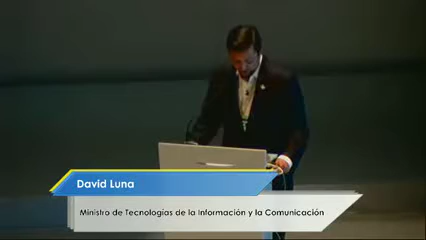 David Luna
Ministro de Tecnologías de la Información y la Comunicación